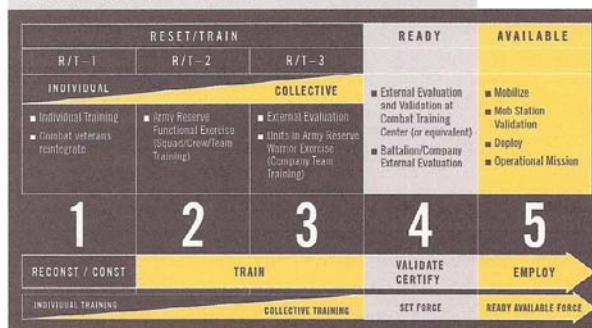 RESET/TRAIN
READY
AVAILABLE
R/T-1
R/T-2
R/T-3
INDIVIDUAL
COLLECTIVE
■ Individual Training
■ Combat veterans
reintegrate
■ Army Reserve
Functional Exercise
(Squad/Crew/Team
Training)
■ External Evaluation
■ Units in Army Reserve
Warrior Exercise
(Company Team
Training)
■ External Evaluation
and Validation at
Combat Training
Center (or equivalent)
■ Battalion/Company
External Evaluation
■ Mobilize
■ Mob Station
Validation
■ Deploy
■ Operational Mission
1
2
3
4
5
RECONST / CONST
TRAIN
VALIDATE
CERTIFY
EMPLOY
INDIVIDUAL TRAINING
COLLECTIVE TRAINING
SET FORCE
READY AVAILABLE FORCE